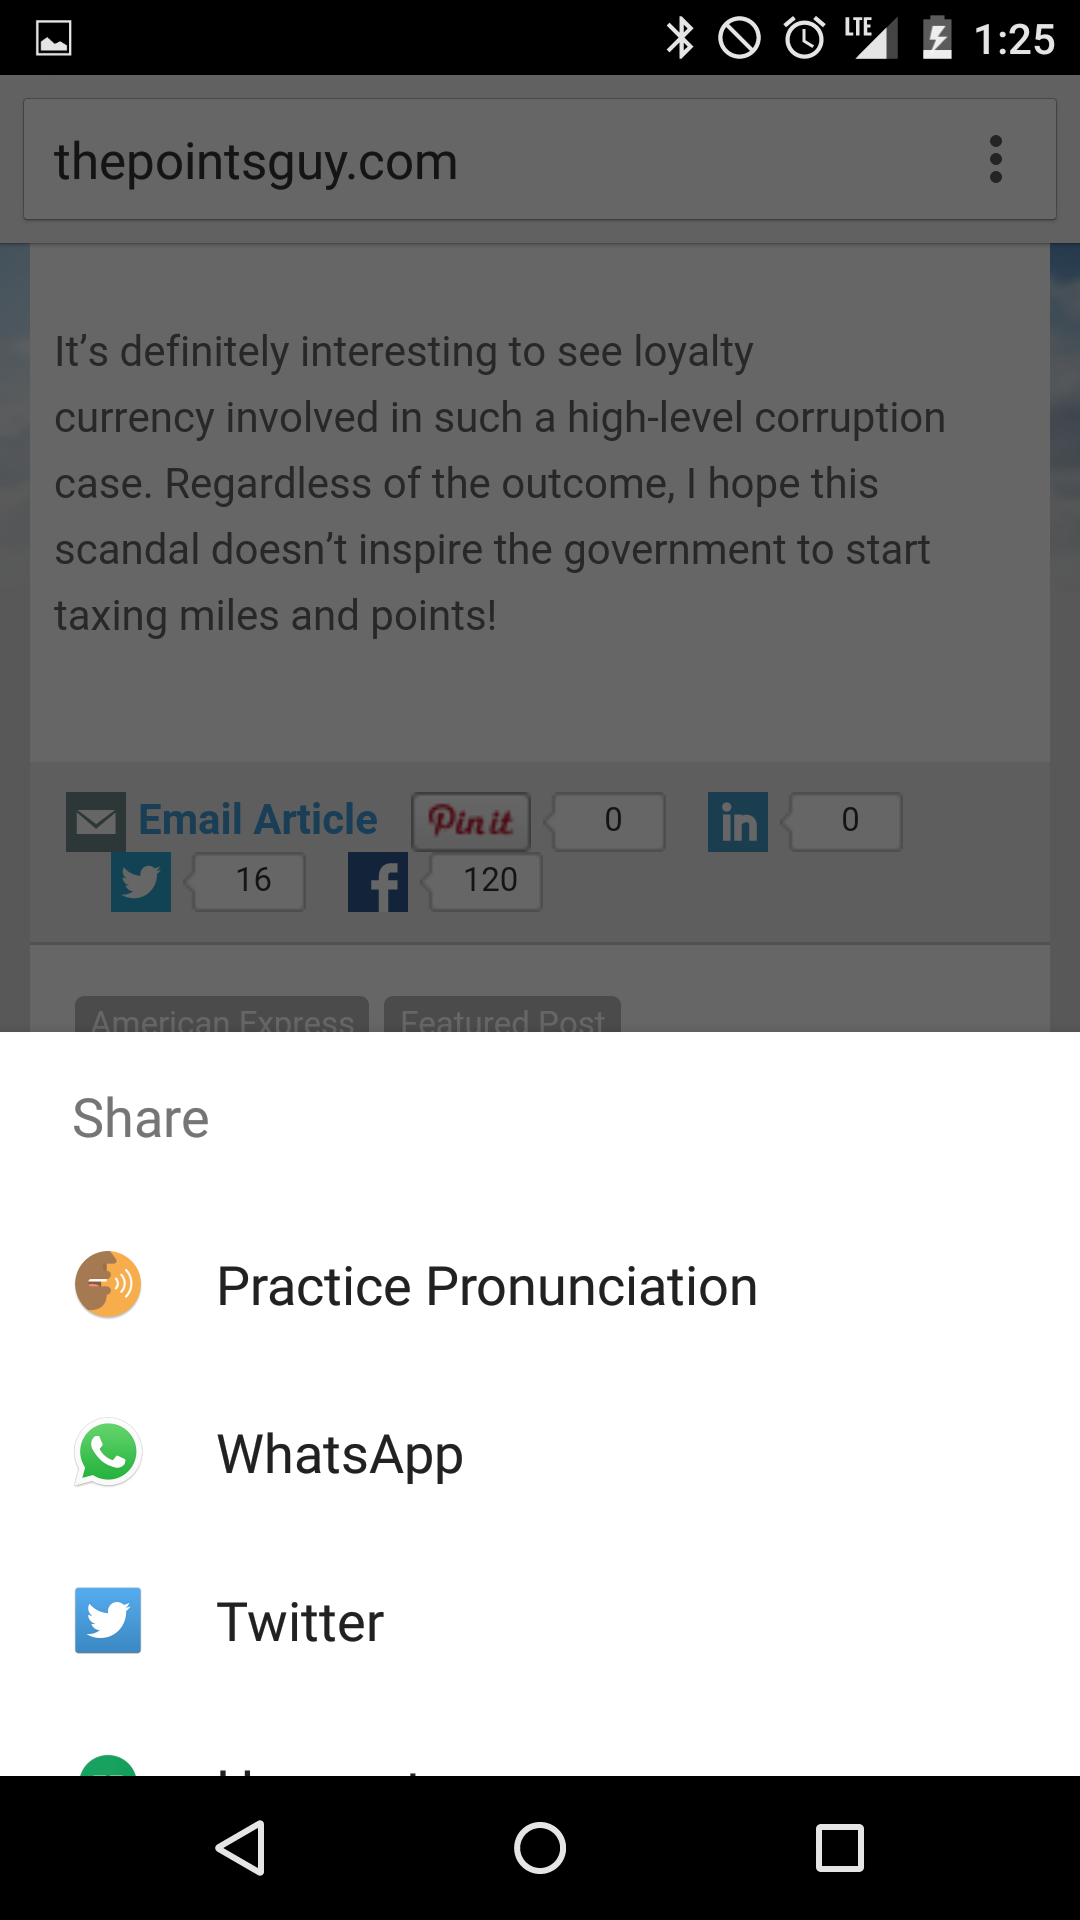 LTE 1:25
thepointsguy.com
It’s definitely interesting to see loyalty
currency involved in such a high-level corruption
case. Regardless of the outcome, I hope this
scandal doesn’t inspire the government to start
taxing miles and points!
Email Article Pin it 0 in 0
16 f 120
American Express Featured Post
Share
Practice Pronunciation
WhatsApp
Twitter